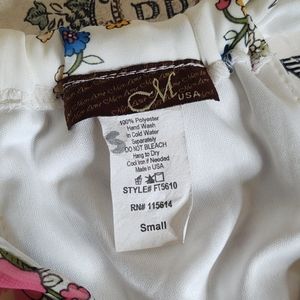 M
USA
100% Polyester
Hand Wash
in Cold Water
Separately
DO NOT BLEACH
Hang to Dry
Cool Iron if Needed
Made in USA
STYLE# FT5610
RN# 115614
Small
S